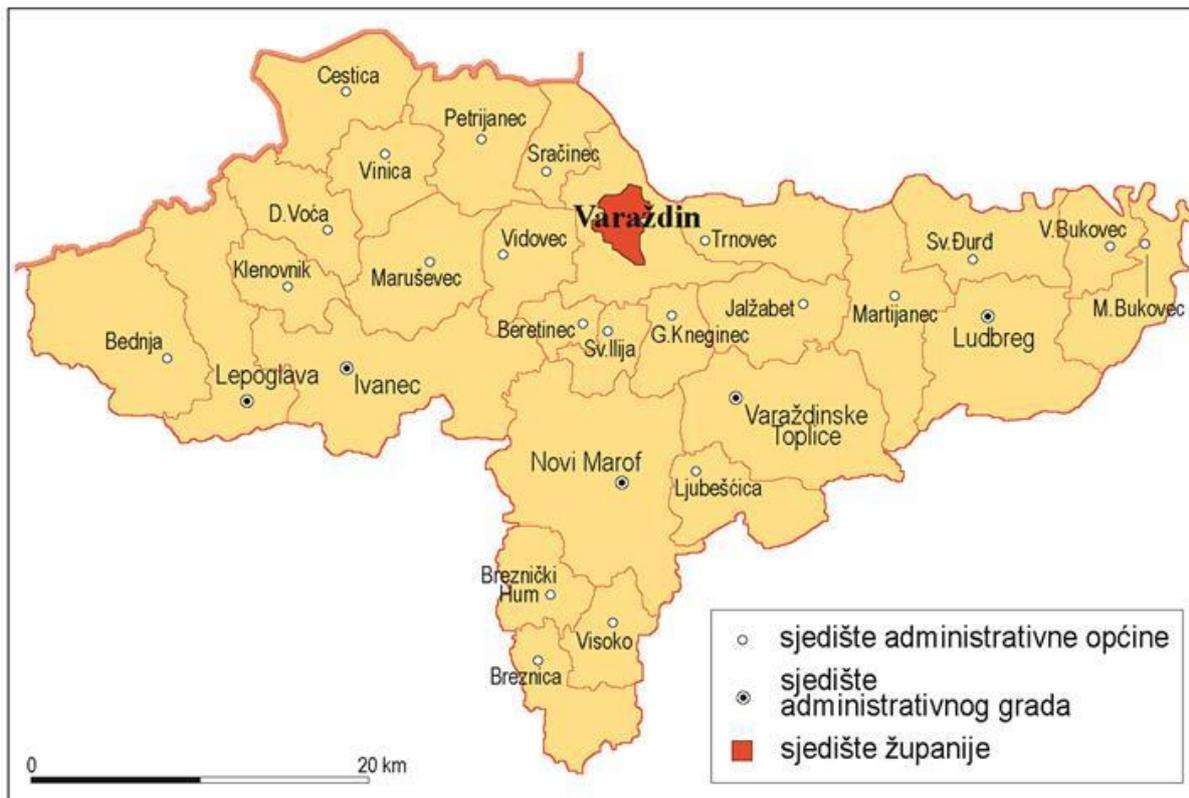 Cestica
Petrijanec
Sračinec
Vinica
Varaždin
D.Voća
Vidovec
Trnovec
Sv.Đurđ
V.Bukovec
Klenovnik
Maruševec
Bednja
Beretinec
Sv.Ilija
G.Kneginec
Jalžabet
Martijanec
Ludbreg
M.Bukovec
Lepoglava
Ivanec
Varaždinske
Toplice
Novi Marof
Ljubešćica
Breznički
Hum
Visoko
Breznica
sjedište administrativne općine
sjedište
administrativnog grada
sjedište županije
0
20 km